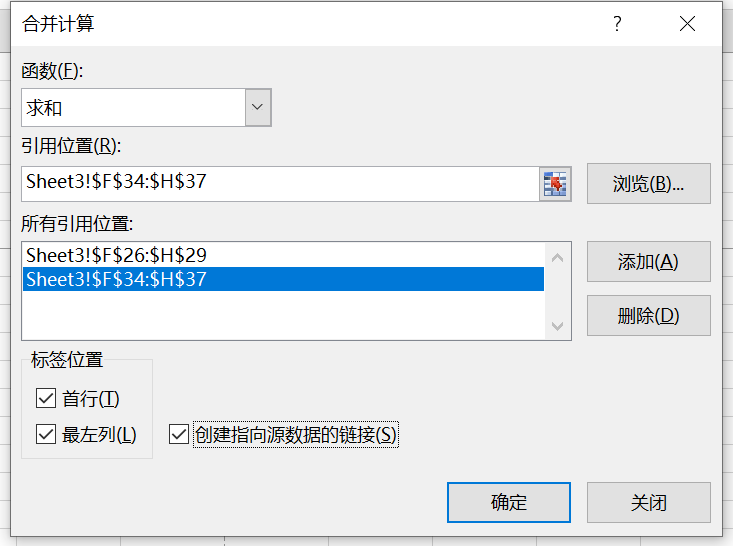 合并计算
?
函数(F):
求和
引用位置(R):
Sheet3!$F$34:$H$37
浏览(B)...
所有引用位置:
Sheet3!$F$26:$H$29
Sheet3!$F$34:$H$37
添加(A)
删除(D)
标签位置
首行(T)
最左列(L)
创建指向源数据的链接(S)
确定
关闭